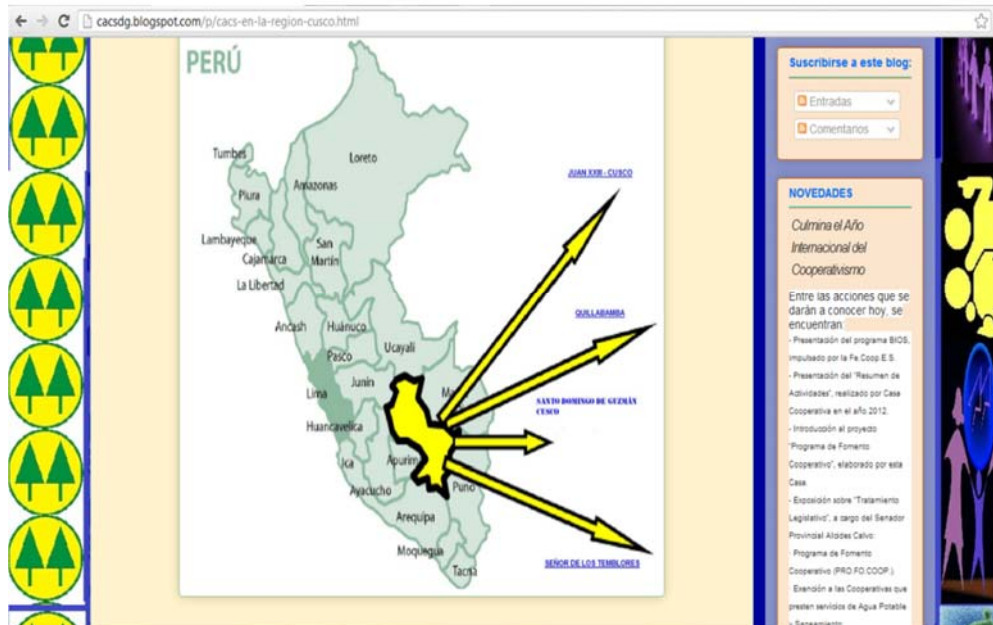 cacsdg.blogspot.com/p/cacs-en-la-region-cusco.html
PERÚ
Tumbes
Loreto
Piura
Amazonas
Lambayeque
Cajamarca
San
Martín
La Libertad
Ancash
Huánuco
Pasco
Ucayali
Junín
Lima
Ma
Huancavelica
Ica
Apurím
Ayacucho
Puno
Arequipa
Moquegua
Tacna
JUAN XXIII - CUSCO
QUILLABAMBA
SANTO DOMINGO DE GUZMÁN
CUSCO
SEÑOR DE LOS TEMBLORES
Suscribirse a este blog:
Entradas
Comentarios
NOVEDADES
Culmina el Año
Internacional del
Cooperativismo
Entre las acciones que se
darán a conocer hoy, se
encuentran:
- Presentación del programa BIOS,
impulsado por la Fe.Coop.E.S.
- Presentación del "Resumen de
Actividades", realizado por Casa
Cooperativa en el año 2012.
- Introducción al proyecto
"Programa de Fomento
Cooperativo", elaborado por esta
Casa.
- Exposición sobre "Tratamiento
Legislativo", a cargo del Senador
Provincial Alcides Calvo:
· Programa de Fomento
Cooperativo (PRO.FO.COOP.).
· Exención a las Cooperativas que
presten servicios de Agua Potable
y Saneamiento